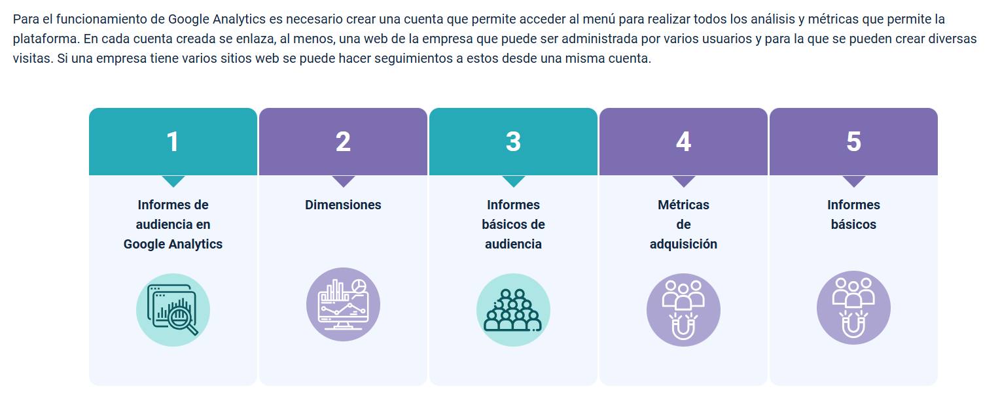 Para el funcionamiento de Google Analytics es necesario crear una cuenta que permite acceder al menú para realizar todos los análisis y métricas que permite la
plataforma. En cada cuenta creada se enlaza, al menos, una web de la empresa que puede ser administrada por varios usuarios y para la que se pueden crear diversas
visitas. Si una empresa tiene varios sitios web se puede hacer seguimientos a estos desde una misma cuenta.
1
Informes de
audiencia en
Google Analytics
2
Dimensiones
3
Informes
básicos de
audiencia
4
Métricas
de
adquisición
5
Informes
básicos